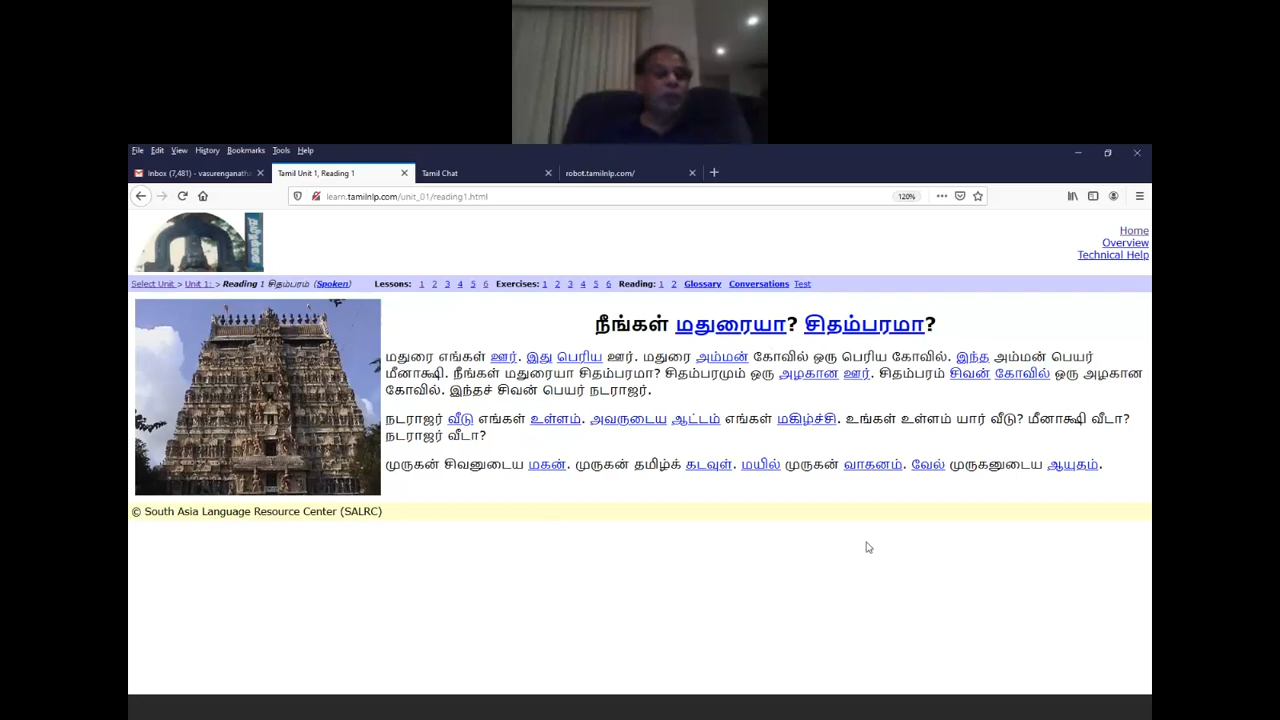 File Edit View History Bookmarks Tools Help
Inbox (7,481) - vasurenganath Tamil Unit 1, Reading 1 Tamil Chat robot.tamilnlp.com/
learn.tamilnlp.com/unit_01/reading1.html 120%
Home
Overview
Technical Help
Select Unit > Unit 1: > Reading 1 சிதம்பரம் (Spoken) Lessons: 1 2 3 4 5 6 Exercises: 1 2 3 4 5 6 Reading: 1 2 Glossary Conversations Test
நீங்கள் மதுரையா? சிதம்பரமா?
மதுரை எங்கள் ஊர். இது பெரிய ஊர். மதுரை அம்மன் கோவில் ஒரு பெரிய கோவில். இந்த அம்மன் பெயர்
மீனாக்ஷி. நீங்கள் மதுரையா சிதம்பரமா? சிதம்பரமும் ஒரு அழகான ஊர். சிதம்பரம் சிவன் கோவில் ஒரு அழகான
கோவில். இந்தச் சிவன் பெயர் நடராஜர்.
நடராஜர் வீடு எங்கள் உள்ளம். அவருடைய ஆட்டம் எங்கள் மகிழ்ச்சி. உங்கள் உள்ளம் யார் வீடு? மீனாக்ஷி வீடா?
நடராஜர் வீடா?
முருகன் சிவனுடைய மகன். முருகன் தமிழ்க் கடவுள். மயில் முருகன் வாகனம். வேல் முருகனுடைய ஆயுதம்.
© South Asia Language Resource Center (SALRC)